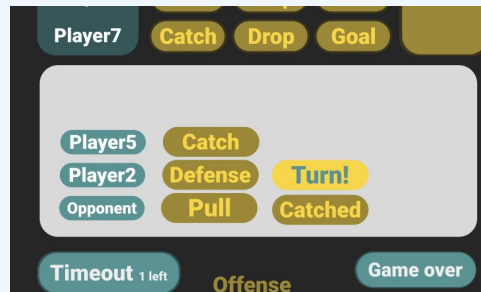 Player7 Catch Drop Goal
Player5 Catch
Player2 Defense Turn!
Opponent Pull Catched
Timeout 1 left
Offense
Game over